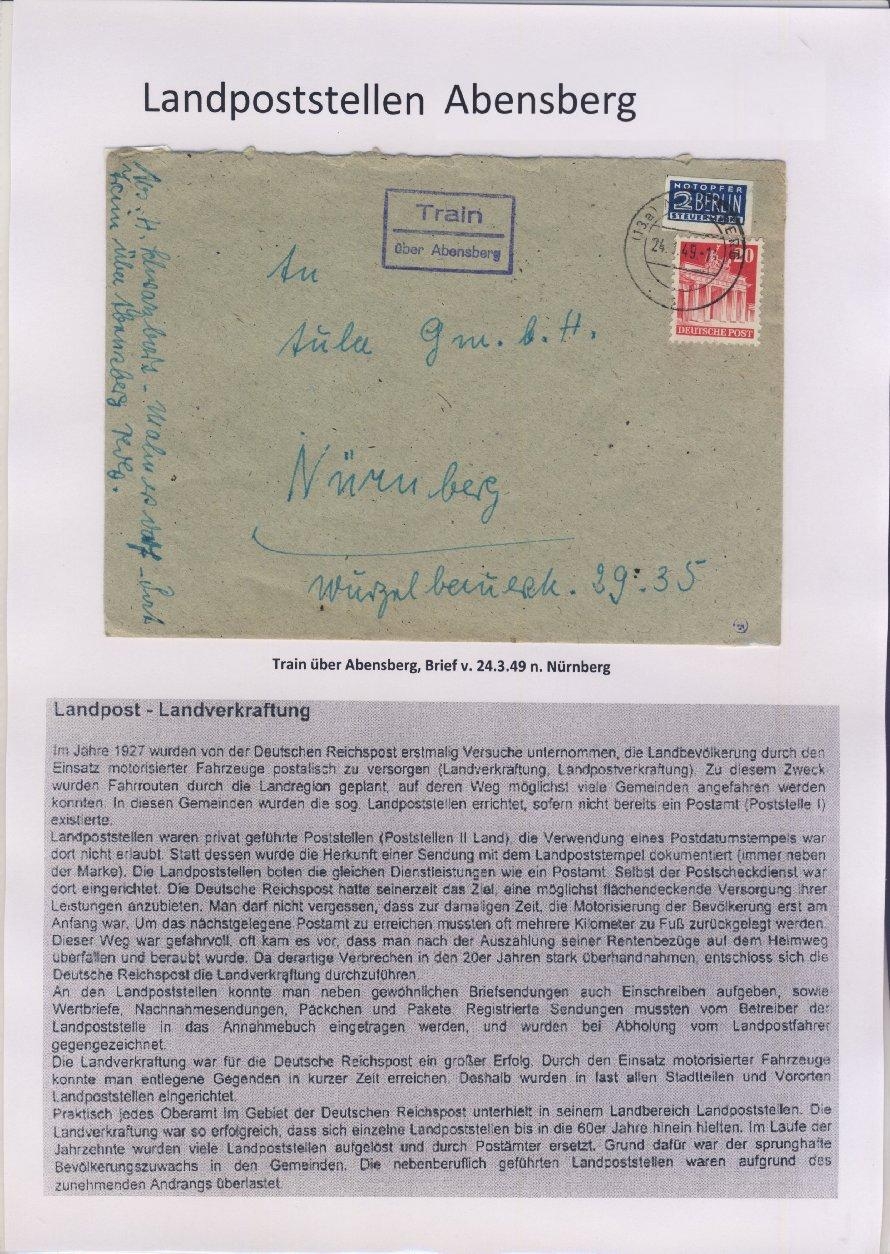 Landpoststellen Abensberg
NOTOPFER
2 BERLIN
STEUERMARKE
Train
über Abensberg
(13a)
24. .49.-1
20
DEUTSCHE POST
An
Tula Gm.b.H.
Nürnberg
29.35
Train über Abensberg
Train über Abensberg, Brief v. 24.3.49 n. Nürnberg
Landpost - Landverkraftung
Im Jahre 1927 wurden von der Deutschen Reichspost erstmalig Versuche unternommen, die Landbevölkerung durch den
Einsatz motorisierter Fahrzeuge postalisch zu versorgen (Landverkraftung, Landpostverkraftung). Zu diesem Zweck
wurden Fahrrouten durch die Landregion geplant, auf deren Weg möglichst viele Gemeinden angefahren werden
konnten. In diesen Gemeinden wurden die sog. Landpoststellen errichtet, sofern nicht bereits ein Postamt (Poststelle I)
existierte.
Landpoststellen waren privat geführte Poststellen (Poststellen II Land), die Verwendung eines Postdatumstempels war
dort nicht erlaubt. Statt dessen wurde die Herkunft einer Sendung mit dem Landpoststempel dokumentiert (immer neben
der Marke). Die Landpoststellen boten die gleichen Dienstleistungen wie ein Postamt. Selbst der Postscheckdienst war
dort eingerichtet. Die Deutsche Reichspost hatte seinerzeit das Ziel, eine möglichst flächendeckende Versorgung ihrer
Leistungen anzubieten. Man darf nicht vergessen, dass zur damaligen Zeit, die Motorisierung der Bevölkerung erst am
Anfang war. Um das nächstgelegene Postamt zu erreichen mussten oft mehrere Kilometer zu Fuß zurückgelegt werden.
Dieser Weg war gefahrvoll, oft kam es vor, dass man nach der Auszahlung seiner Rentenbezüge auf dem Heimweg
überfallen und beraubt wurde. Da derartige Verbrechen in den 20er Jahren stark überhandnahmen, entschloss sich die
Deutsche Reichspost die Landverkraftung durchzuführen.
An den Landpoststellen konnte man neben gewöhnlichen Briefsendungen auch Einschreiben aufgeben, sowie
Wertbriefe, Nachnahmesendungen, Päckchen und Pakete. Registrierte Sendungen mussten vom Betreiber der
Landpoststelle in das Annahmebuch eingetragen werden, und wurden bei Abholung vom Landpostfahrer
gegengezeichnet.
Die Landverkraftung war für die Deutsche Reichspost ein großer Erfolg. Durch den Einsatz motorisierter Fahrzeuge
konnte man entlegene Gegenden in kurzer Zeit erreichen. Deshalb wurden in fast allen Stadtteilen und Vororten
Landpoststellen eingerichtet.
Praktisch jedes Oberamt im Gebiet der Deutschen Reichspost unterhielt in seinem Landbereich Landpoststellen. Die
Landverkraftung war so erfolgreich, dass sich einzelne Landpoststellen bis in die 60er Jahre hinein hielten. Im Laufe der
Jahrzehnte wurden viele Landpoststellen aufgelöst und durch Postämter ersetzt. Grund dafür war der sprunghafte
Bevölkerungszuwachs in den Gemeinden. Die nebenberuflich geführten Landpoststellen waren aufgrund des
zunehmenden Andrangs überlastet.